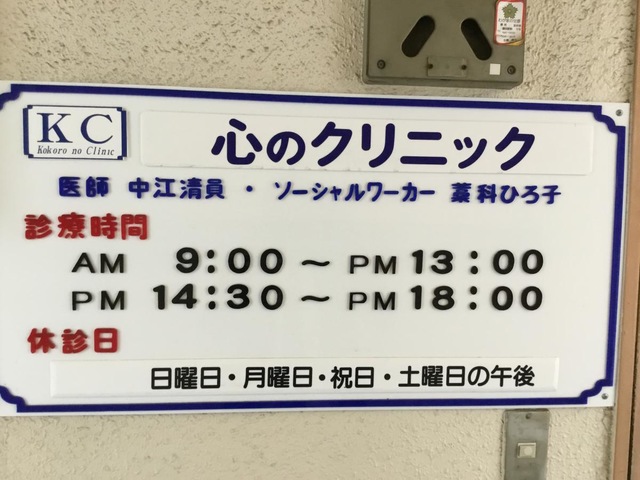 KC
Kokoro no Clinic
心のクリニック
医師 中江清員 ・ ソーシャルワーカー 藁科ひろ子
診療時間
AM 9:00 ～ PM 13:00
PM 14:30 ～ PM 18:00
休診日
日曜日・月曜日・祝日・土曜日の午後